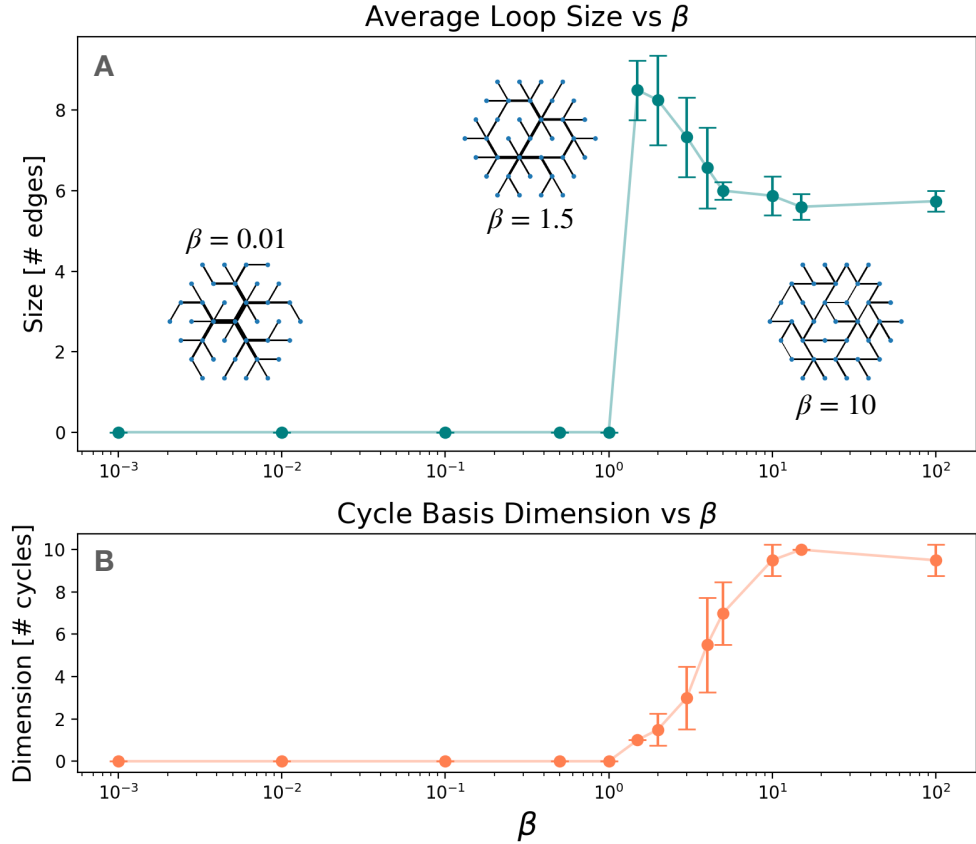 Average Loop Size vs β
A
8
6
4
2
0
Size [# edges]
β = 0.01
β = 1.5
β = 10
10⁻³ 10⁻² 10⁻¹ 10⁰ 10¹ 10²
Cycle Basis Dimension vs β
B
10
8
6
4
2
0
Dimension [# cycles]
10⁻³ 10⁻² 10⁻¹ 10⁰ 10¹ 10²
β